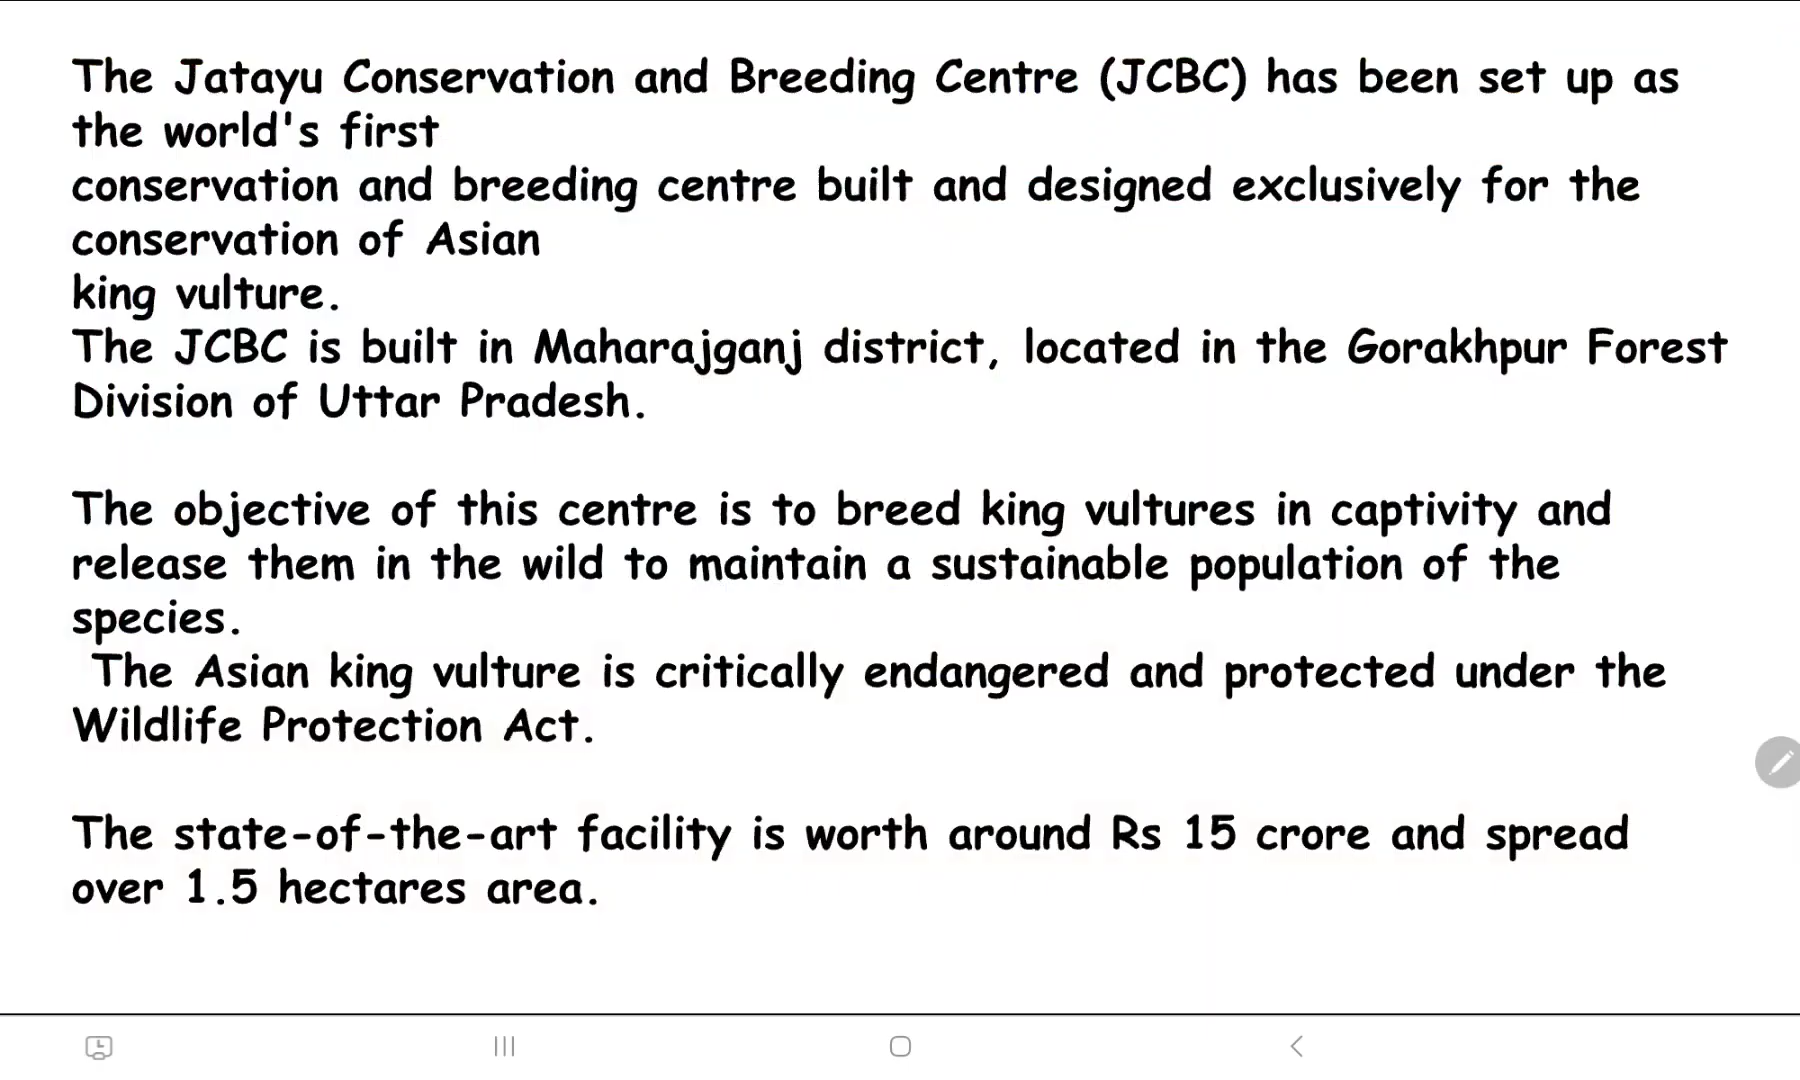 The Jatayu Conservation and Breeding Centre (JCBC) has been set up as
the world's first
conservation and breeding centre built and designed exclusively for the
conservation of Asian
king vulture.
The JCBC is built in Maharajganj district, located in the Gorakhpur Forest
Division of Uttar Pradesh.
The objective of this centre is to breed king vultures in captivity and
release them in the wild to maintain a sustainable population of the
species.
The Asian king vulture is critically endangered and protected under the
Wildlife Protection Act.
The state-of-the-art facility is worth around Rs 15 crore and spread
over 1.5 hectares area.